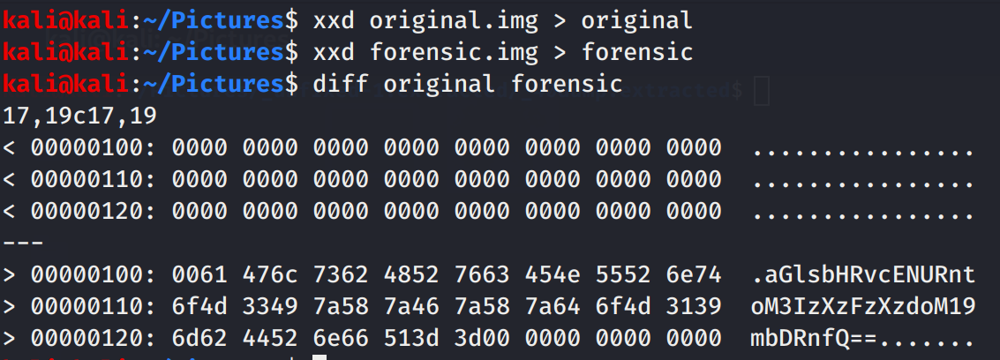 kali@kali:~/Pictures$ xxd original.img > original
kali@kali:~/Pictures$ xxd forensic.img > forensic
kali@kali:~/Pictures$ diff original forensic
17,19c17,19
< 00000100: 0000 0000 0000 0000 0000 0000 0000 0000  ................
< 00000110: 0000 0000 0000 0000 0000 0000 0000 0000  ................
< 00000120: 0000 0000 0000 0000 0000 0000 0000 0000  ................
---
> 00000100: 0061 476c 7362 4852 7663 454e 5552 6e74  .aGlsbHRvcENURnt
> 00000110: 6f4d 3349 7a58 7a46 7a58 7a64 6f4d 3139  oM3IzXzFzXzdoM19
> 00000120: 6d62 4452 6e66 513d 3d00 0000 0000 0000  mbDRnfQ==.......